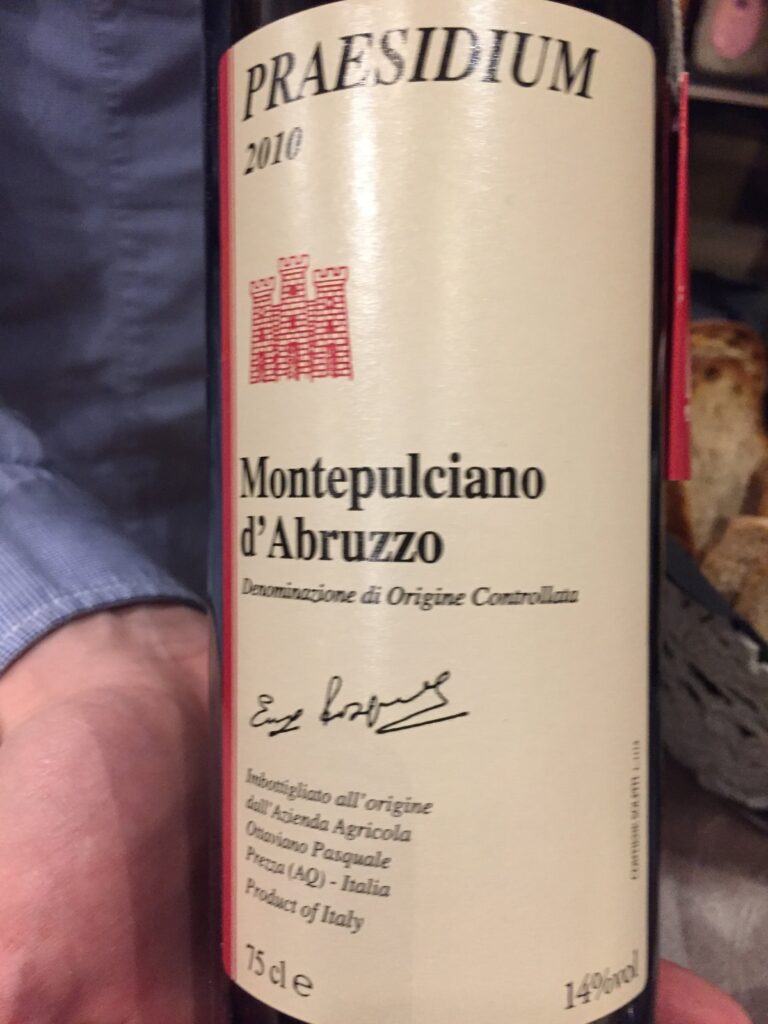 PRAESIDIUM
2010
Montepulciano
d'Abruzzo
Denominazione di Origine Controllata
Imbottigliato all'origine
dall'Azienda Agricola
Ottaviano Pasquale
Prezza (AQ) - Italia
Product of Italy
75 cl e
14%vol